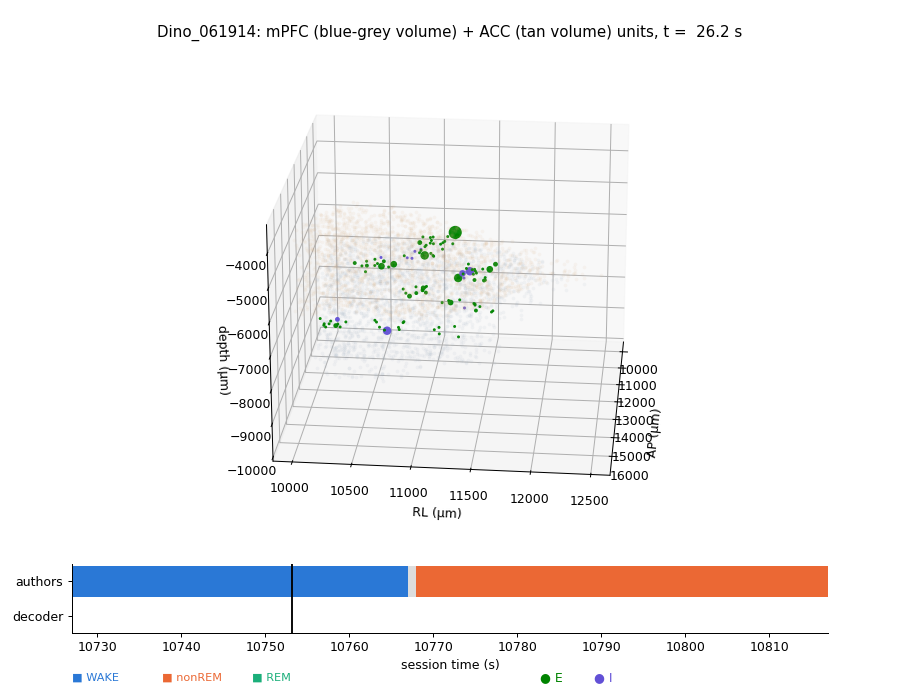 Dino_061914: mPFC (blue-grey volume) + ACC (tan volume) units, t =  26.2 s
−4000
−5000
−6000
−7000
−8000
−9000
−10000
depth (μm)
10000
10500
11000
11500
12000
12500
RL (μm)
10000
11000
12000
13000
14000
15000
16000
AP (μm)
authors
decoder
10730
10740
10750
10760
10770
10780
10790
10800
10810
session time (s)
WAKE
nonREM
REM
E
I